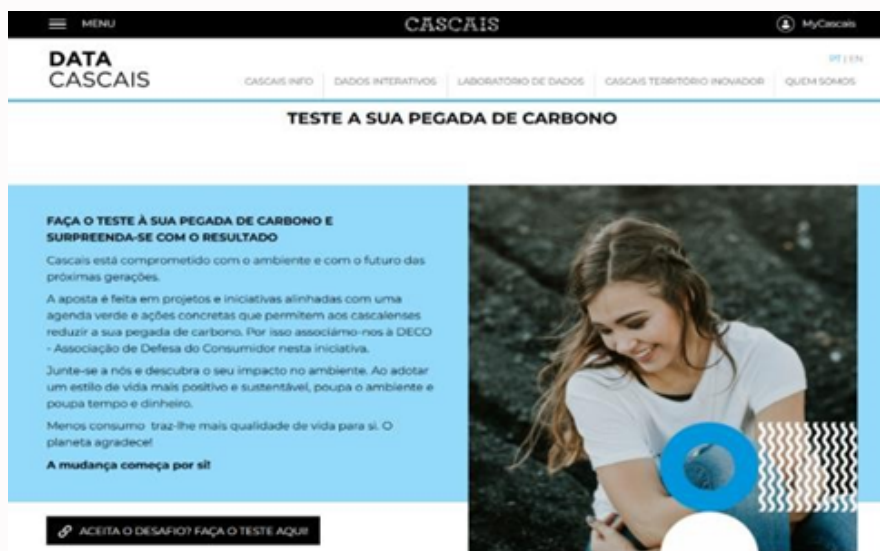 MENU
CASCAIS
MyCascais
DATA
CASCAIS
PT | EN
CASCAIS INFO
DADOS INTERATIVOS
LABORATÓRIO DE DADOS
CASCAIS TERRITÓRIO INOVADOR
QUEM SOMOS
TESTE A SUA PEGADA DE CARBONO
FAÇA O TESTE À SUA PEGADA DE CARBONO E
SURPREENDA-SE COM O RESULTADO
Cascais está comprometido com o ambiente e com o futuro das
próximas gerações.
A aposta é feita em projetos e iniciativas alinhadas com uma
agenda verde e ações concretas que permitem aos cascalenses
reduzir a sua pegada de carbono. Por isso associámo-nos à DECO
- Associação de Defesa do Consumidor nesta iniciativa.
Junte-se a nós e descubra o seu impacto no ambiente. Ao adotar
um estilo de vida mais positivo e sustentável, poupa o ambiente e
poupa tempo e dinheiro.
Menos consumo traz-lhe mais qualidade de vida para si. O
planeta agradece!
A mudança começa por si!
ACEITA O DESAFIO? FAÇA O TESTE AQUI!